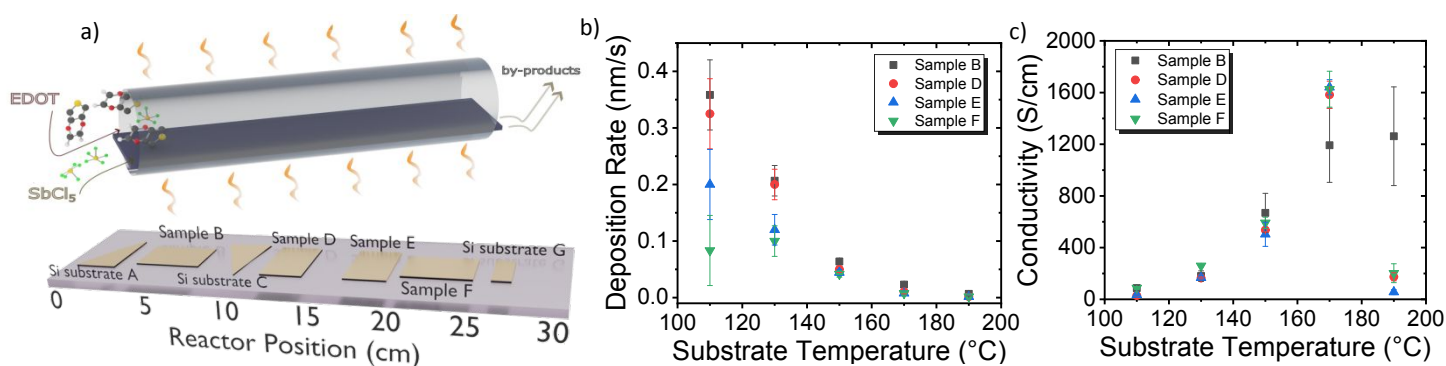 a)
EDOT
SbCl5
by-products
Sample B
Sample D
Sample E
Si substrate G
Si substrate A
Si substrate C
Sample F
0 5 10 15 20 25 30
Reactor Position (cm)
b)
Deposition Rate (nm/s)
0.4
0.3
0.2
0.1
0.0
Sample B
Sample D
Sample E
Sample F
100 120 140 160 180 200
Substrate Temperature (°C)
c)
Conductivity (S/cm)
2000
1600
1200
800
400
0
Sample B
Sample D
Sample E
Sample F
100 120 140 160 180 200
Substrate Temperature (°C)